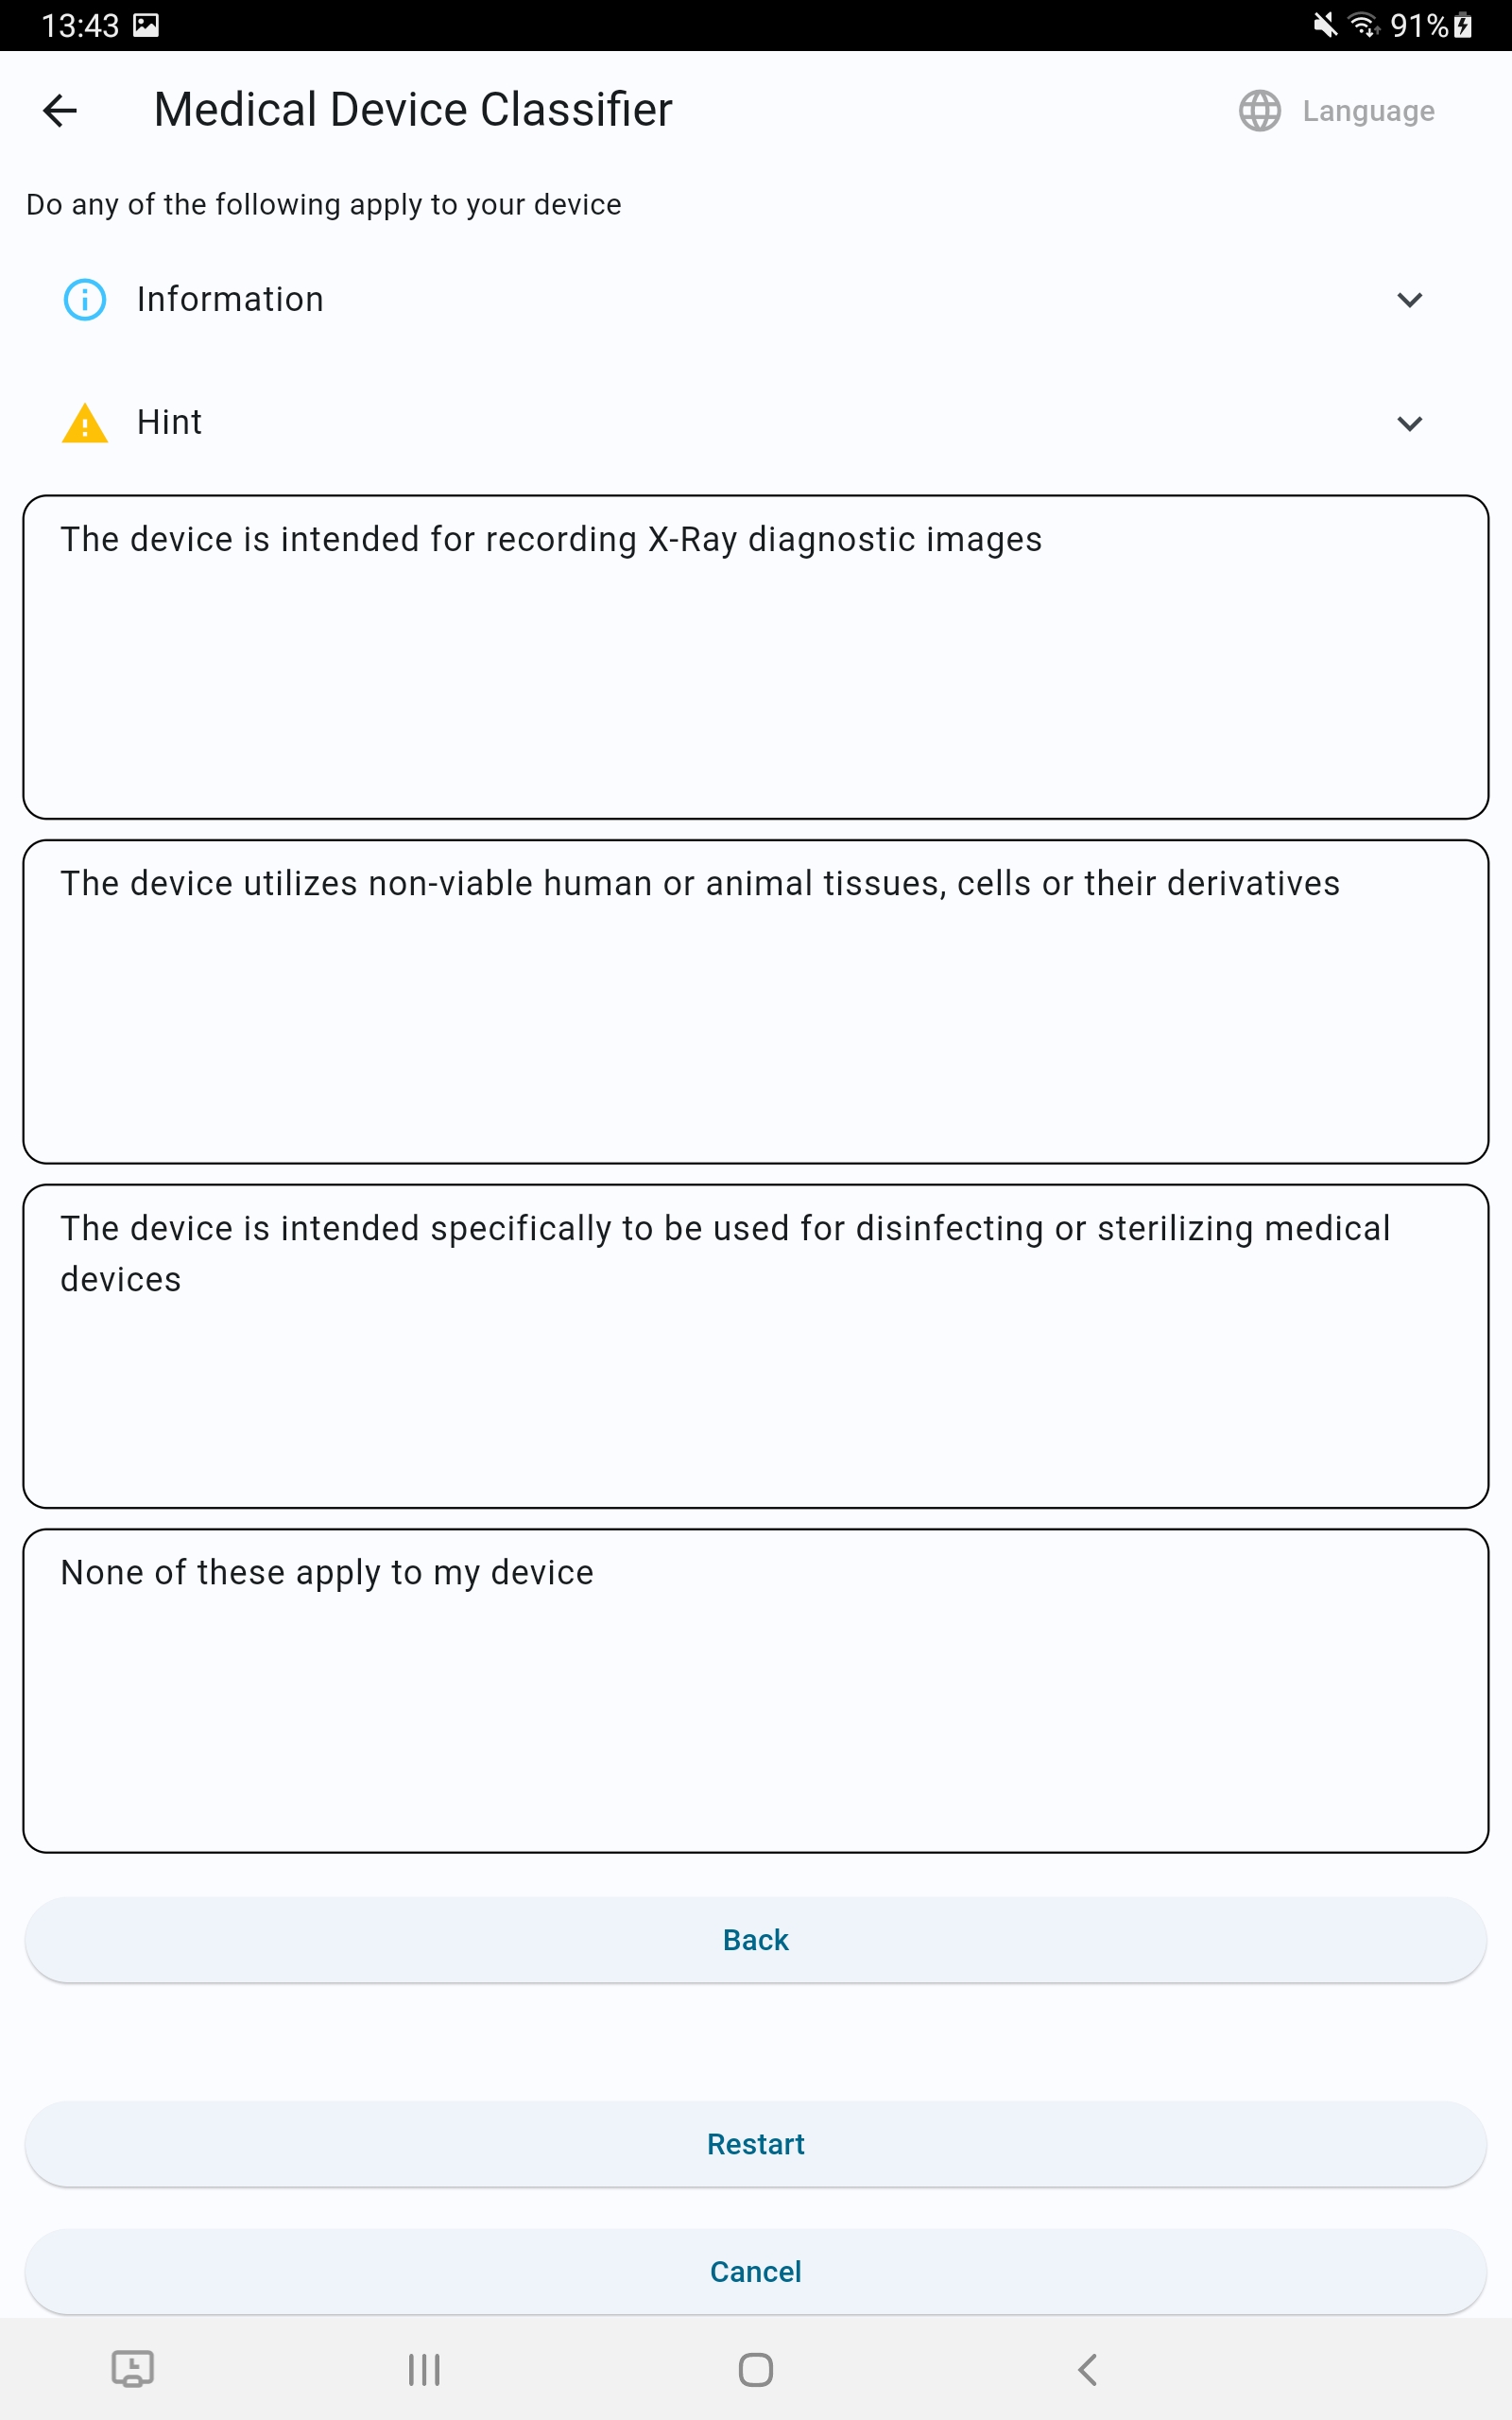 13:43
91%
Medical Device Classifier
Language
Do any of the following apply to your device
Information
Hint
The device is intended for recording X-Ray diagnostic images
The device utilizes non-viable human or animal tissues, cells or their derivatives
The device is intended specifically to be used for disinfecting or sterilizing medical
devices
None of these apply to my device
Back
Restart
Cancel